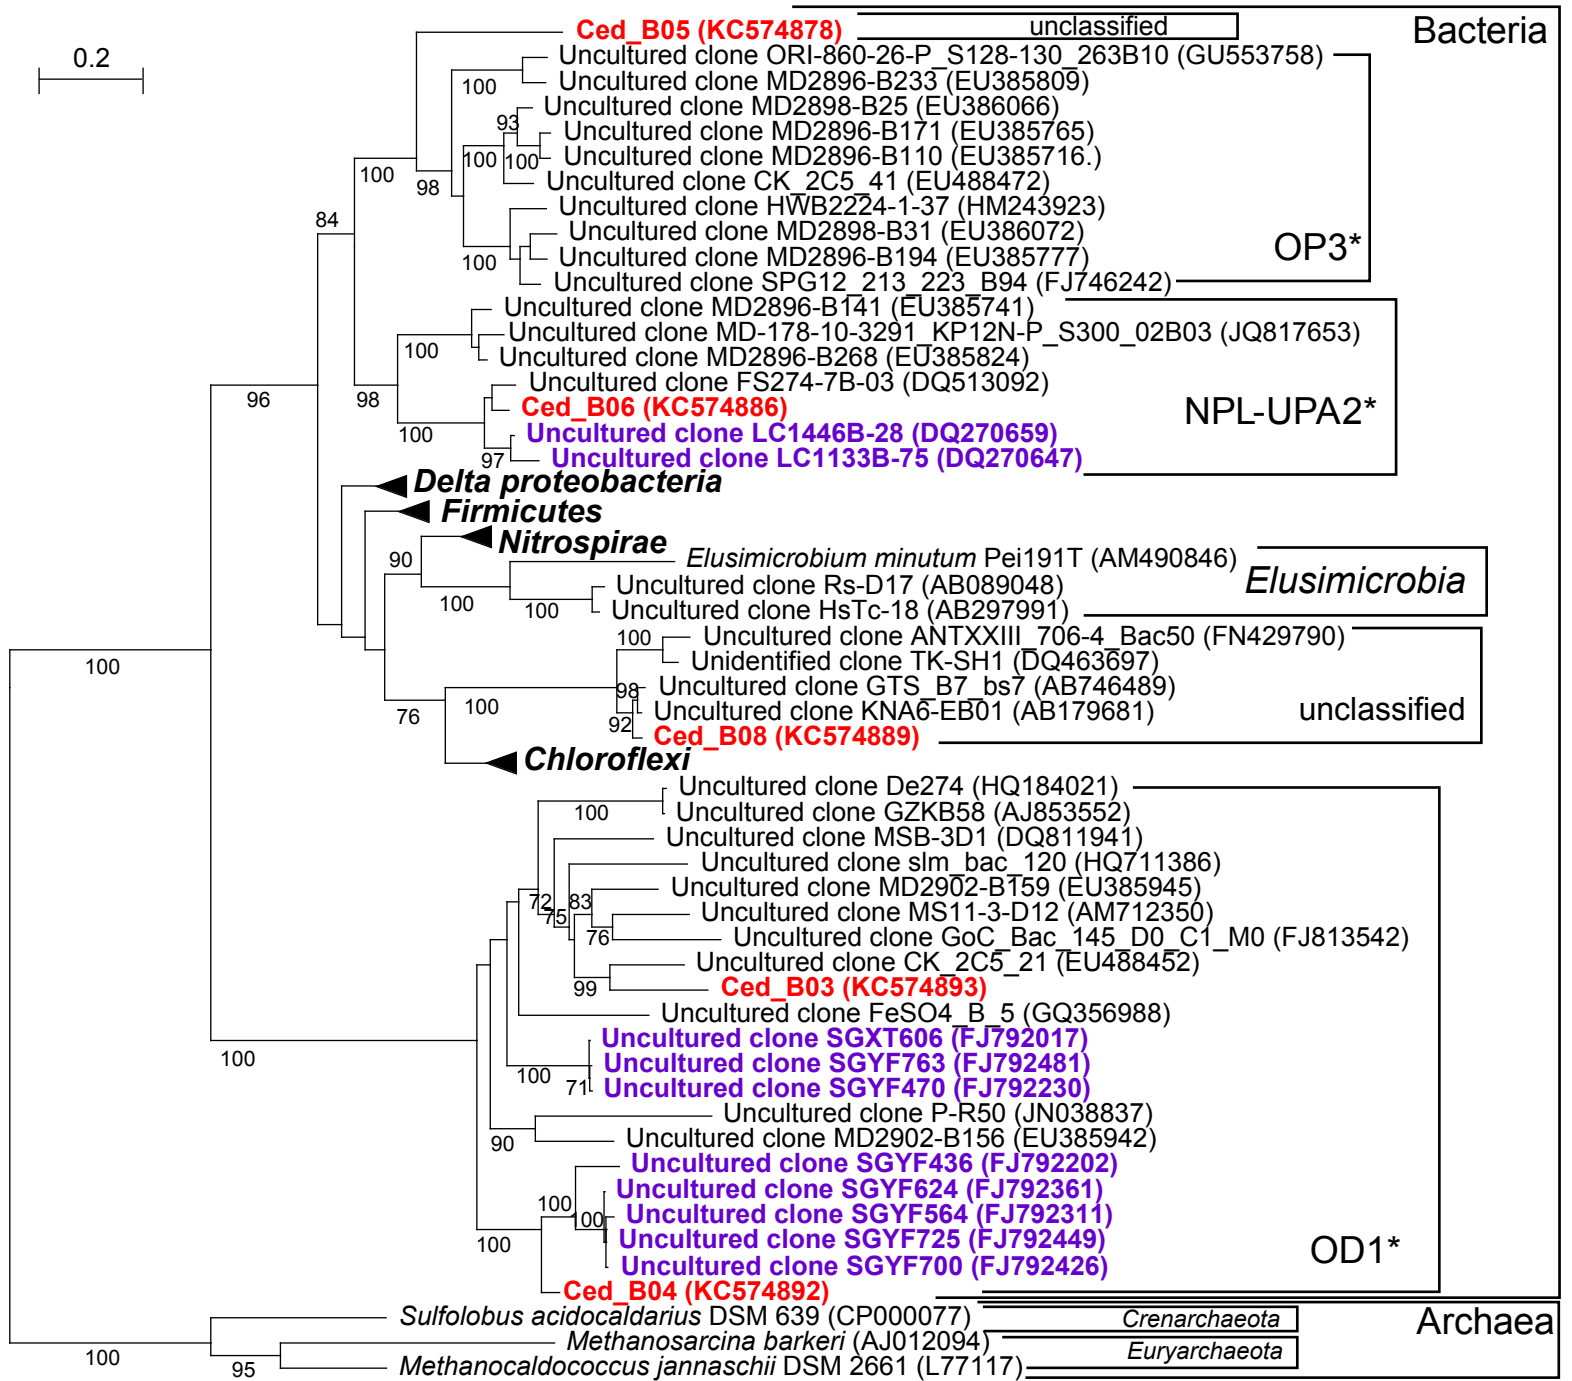 Bacteria
0.2
Ced_B05 (KC574878)
unclassified
Uncultured clone ORI-860-26-P_S128-130_263B10 (GU553758)
100
Uncultured clone MD2896-B233 (EU385809)
Uncultured clone MD2898-B25 (EU386066)
93
Uncultured clone MD2896-B171 (EU385765)
100
100
Uncultured clone MD2896-B110 (EU385716.)
100
98
Uncultured clone CK_2C5_41 (EU488472)
84
Uncultured clone HWB2224-1-37 (HM243923)
Uncultured clone MD2898-B31 (EU386072)
OP3*
100
Uncultured clone MD2896-B194 (EU385777)
Uncultured clone SPG12_213_223_B94 (FJ746242)
Uncultured clone MD2896-B141 (EU385741)
Uncultured clone MD-178-10-3291_KP12N-P_S300_02B03 (JQ817653)
100
Uncultured clone MD2896-B268 (EU385824)
Uncultured clone FS274-7B-03 (DQ513092)
96
98
Ced_B06 (KC574886)
NPL-UPA2*
100
Uncultured clone LC1446B-28 (DQ270659)
97
Uncultured clone LC1133B-75 (DQ270647)
Delta proteobacteria
Firmicutes
Nitrospirae
90
Elusimicrobium minutum Pei191T (AM490846)
Elusimicrobia
Uncultured clone Rs-D17 (AB089048)
100
100
Uncultured clone HsTc-18 (AB297991)
100
Uncultured clone ANTXXIII_706-4_Bac50 (FN429790)
100
Unidentified clone TK-SH1 (DQ463697)
98
Uncultured clone GTS_B7_bs7 (AB746489)
76
100
Uncultured clone KNA6-EB01 (AB179681)
unclassified
92
Ced_B08 (KC574889)
Chloroflexi
Uncultured clone De274 (HQ184021)
100
Uncultured clone GZKB58 (AJ853552)
Uncultured clone MSB-3D1 (DQ811941)
Uncultured clone slm_bac_120 (HQ711386)
Uncultured clone MD2902-B159 (EU385945)
72
75
83
Uncultured clone MS11-3-D12 (AM712350)
76
Uncultured clone GoC_Bac_145_D0_C1_M0 (FJ813542)
Uncultured clone CK_2C5_21 (EU488452)
99
Ced_B03 (KC574893)
Uncultured clone FeSO4_B_5 (GQ356988)
Uncultured clone SGXT606 (FJ792017)
100
Uncultured clone SGYF763 (FJ792481)
100
71
Uncultured clone SGYF470 (FJ792230)
Uncultured clone P-R50 (JN038837)
90
Uncultured clone MD2902-B156 (EU385942)
Uncultured clone SGYF436 (FJ792202)
Uncultured clone SGYF624 (FJ792361)
100
100
Uncultured clone SGYF564 (FJ792311)
100
Uncultured clone SGYF725 (FJ792449)
OD1*
Uncultured clone SGYF700 (FJ792426)
Ced_B04 (KC574892)
Sulfolobus acidocaldarius DSM 639 (CP000077)
Crenarchaeota
Archaea
Methanosarcina barkeri (AJ012094)
Euryarchaeota
100
95
Methanocaldococcus jannaschii DSM 2661 (L77117)